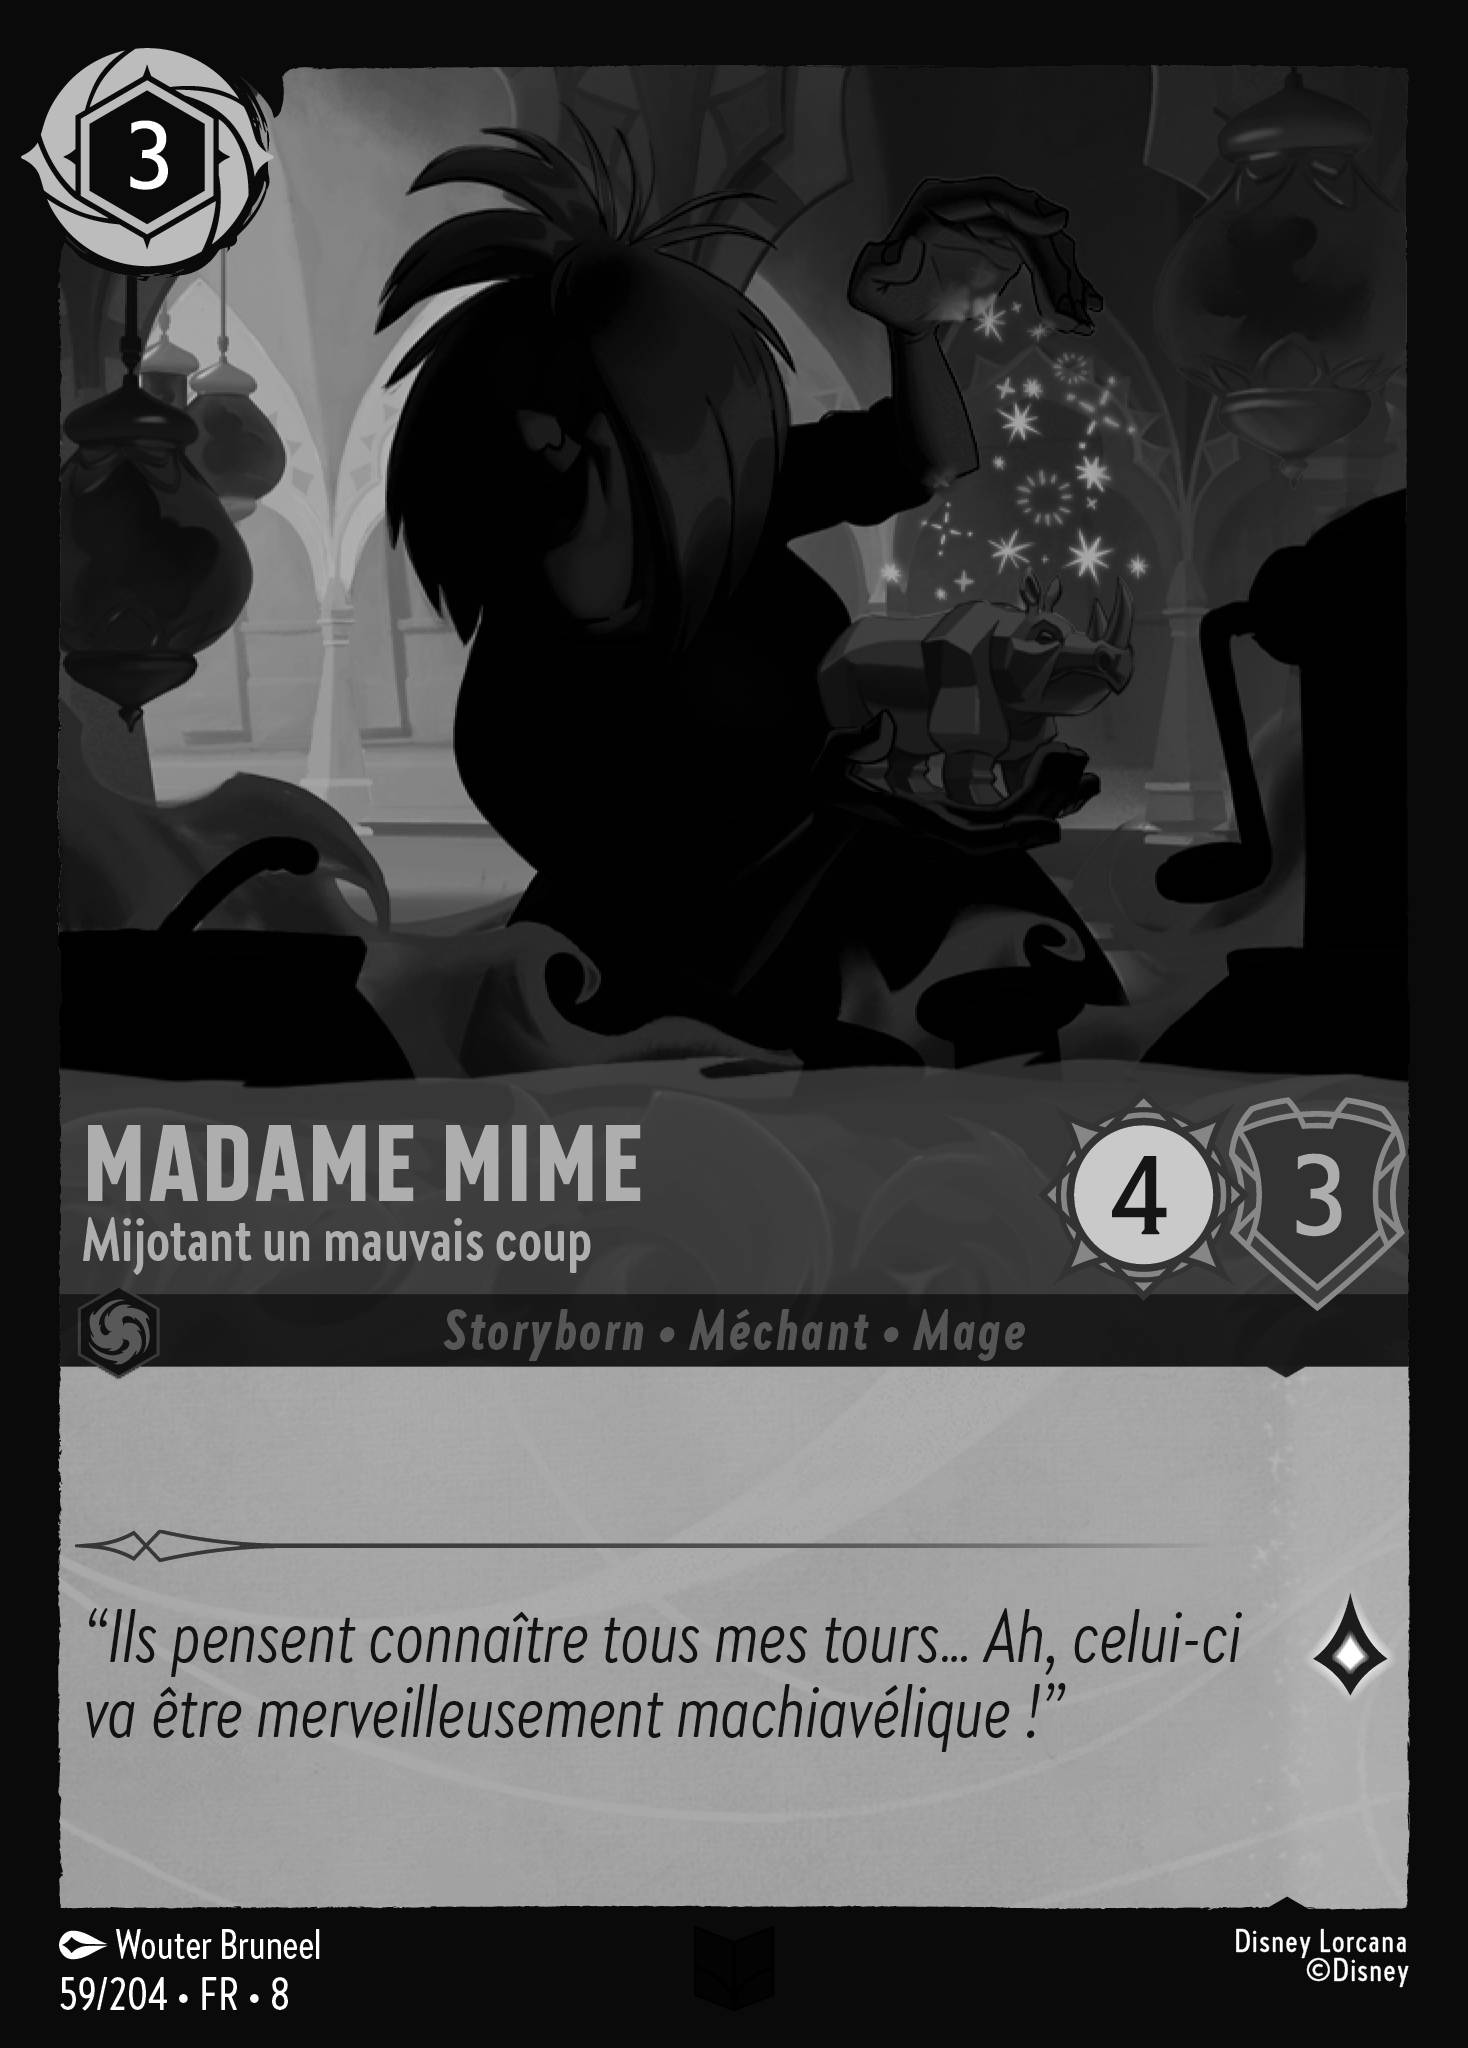 3
MADAME MIME
Mijotant un mauvais coup
4 3
Storyborn • Méchant • Mage
“Ils pensent connaître tous mes tours... Ah, celui-ci
va être merveilleusement machiavélique !”
Wouter Bruneel
59/204 • FR • 8
Disney Lorcana
©Disney